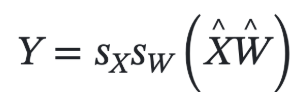 Y = s_X s_W (X̂Ŵ)